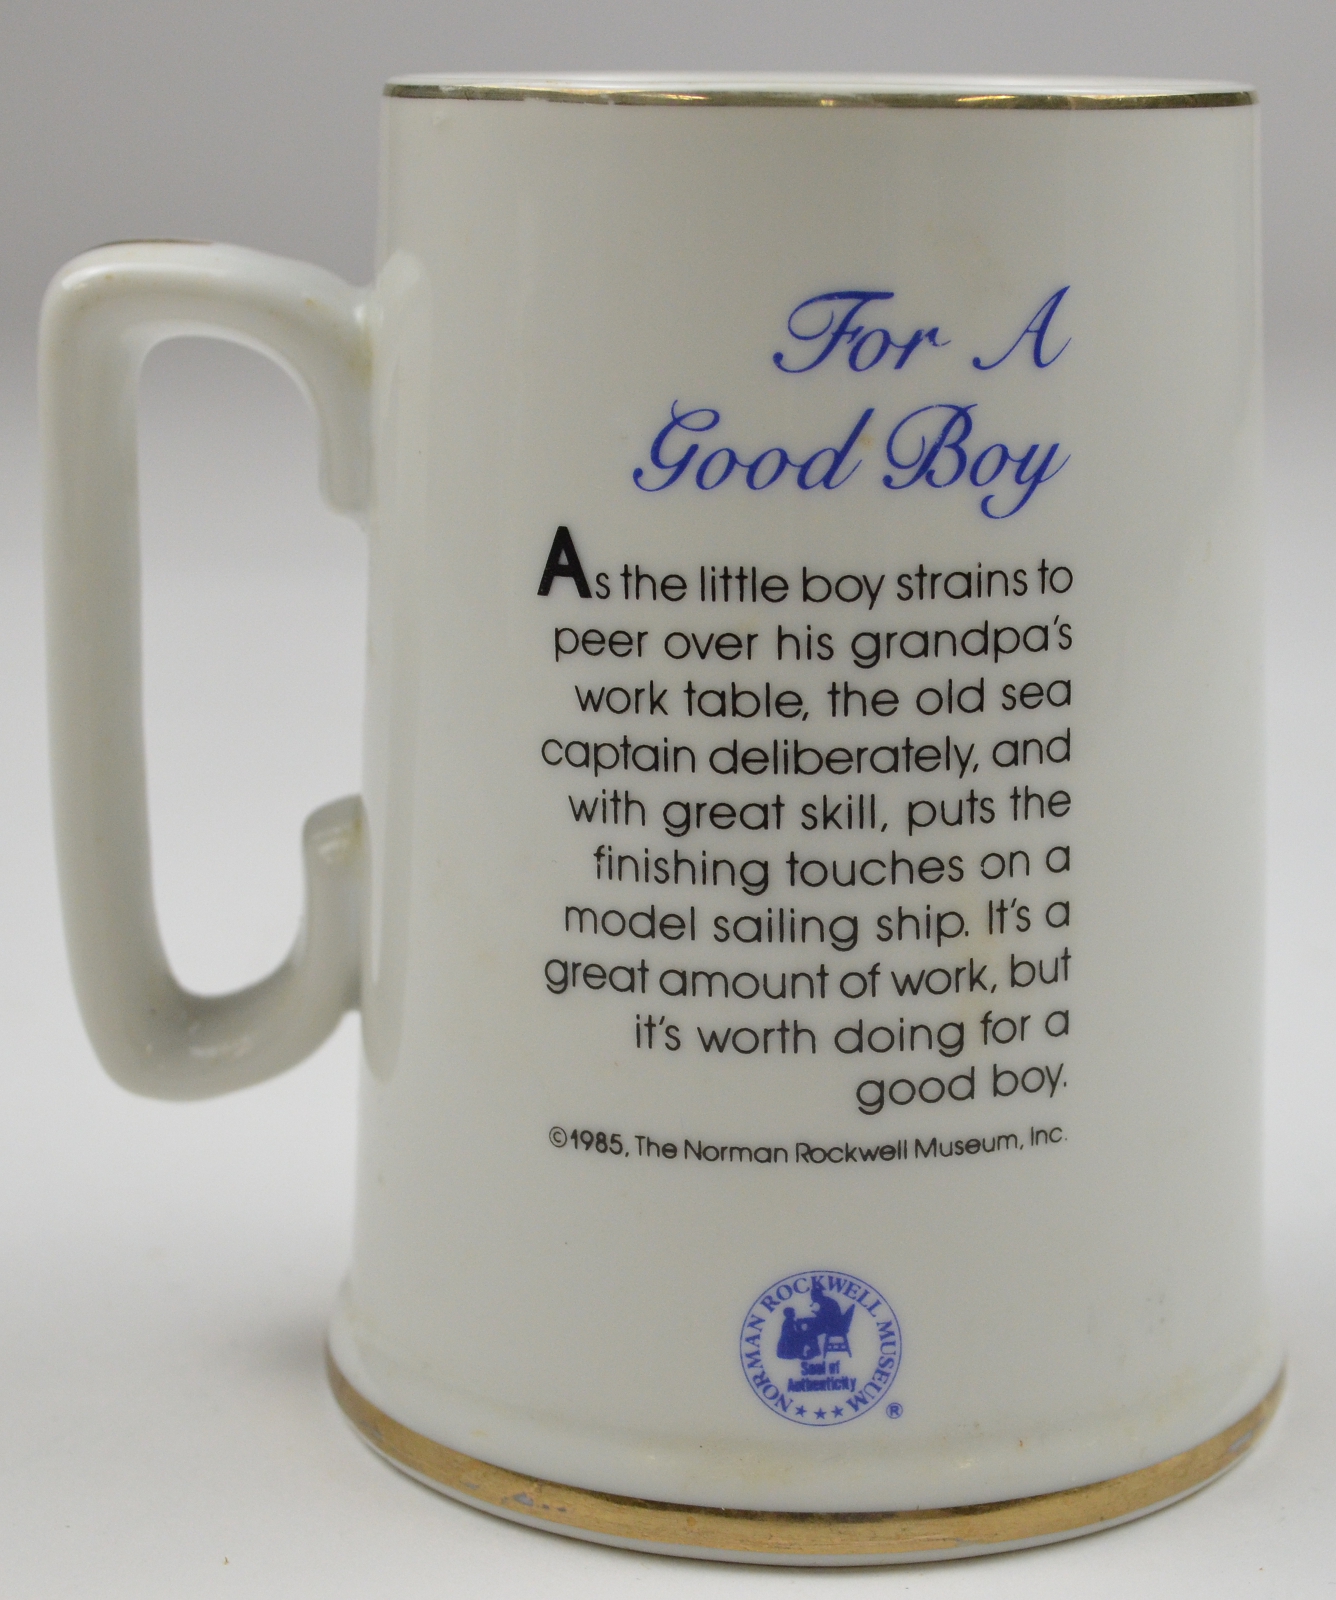 For A
Good Boy
As the little boy strains to
peer over his grandpa's
work table, the old sea
captain deliberately, and
with great skill, puts the
finishing touches on a
model sailing ship. It's a
great amount of work, but
it's worth doing for a
good boy.
©1985, The Norman Rockwell Museum, Inc.
NORMAN ROCKWELL MUSEUM
Seal of
Authenticity
®